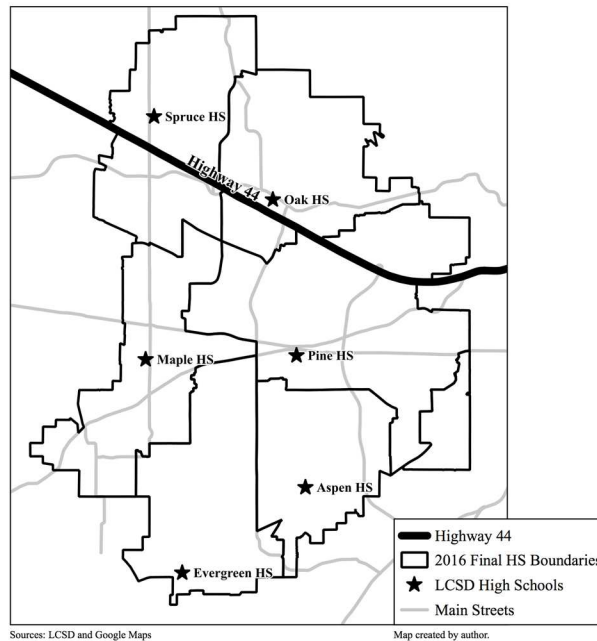 Spruce HS
Highway 44
Oak HS
Maple HS
Pine HS
Aspen HS
Evergreen HS
Highway 44
2016 Final HS Boundaries
LCSD High Schools
Main Streets
Sources: LCSD and Google Maps
Map created by author.